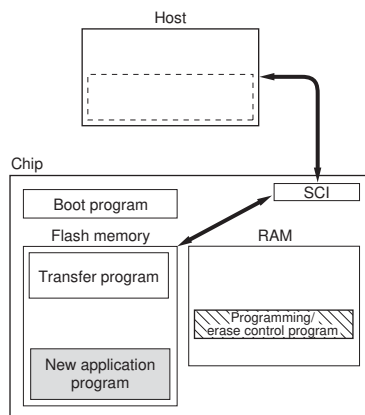 Host
Chip
SCI
Boot program
Flash memory
RAM
Transfer program
Programming/
erase control program
New application
program